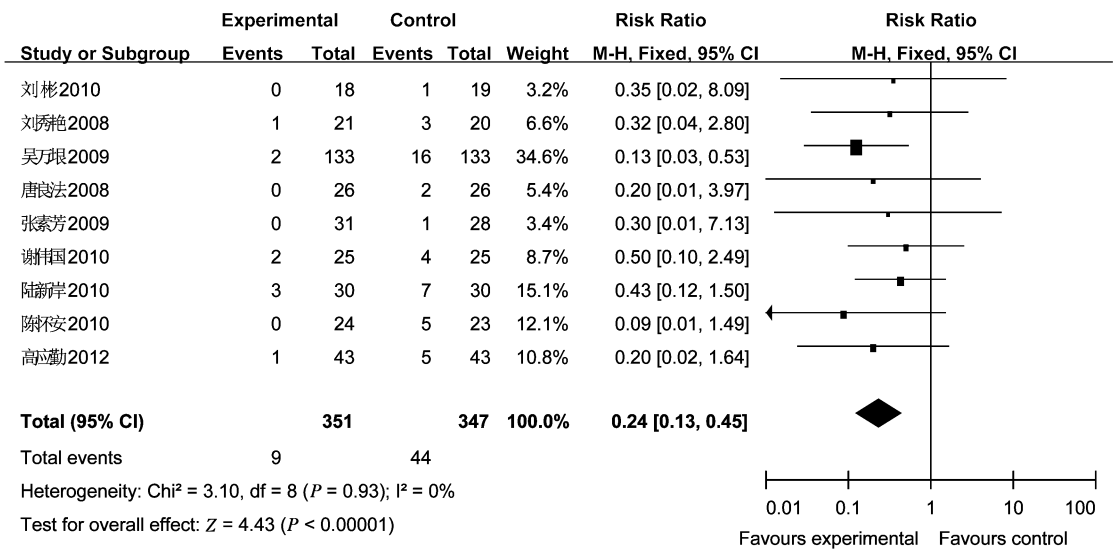 Experimental Control Risk Ratio Risk Ratio
Study or Subgroup Events Total Events Total Weight M-H, Fixed, 95% CI M-H, Fixed, 95% CI
刘彬2010 0 18 1 19 3.2% 0.35 [0.02, 8.09]
刘秀艳2008 1 21 3 20 6.6% 0.32 [0.04, 2.80]
吴万垠2009 2 133 16 133 34.6% 0.13 [0.03, 0.53]
唐良法2008 0 26 2 26 5.4% 0.20 [0.01, 3.97]
张素芳2009 0 31 1 28 3.4% 0.30 [0.01, 7.13]
谢伟国2010 2 25 4 25 8.7% 0.50 [0.10, 2.49]
陆新岸2010 3 30 7 30 15.1% 0.43 [0.12, 1.50]
陈怀安2010 0 24 5 23 12.1% 0.09 [0.01, 1.49]
高应勤2012 1 43 5 43 10.8% 0.20 [0.02, 1.64]
Total (95% CI) 351 347 100.0% 0.24 [0.13, 0.45]
Total events 9 44
Heterogeneity: Chi² = 3.10, df = 8 (P = 0.93); I² = 0%
Test for overall effect: Z = 4.43 (P < 0.00001)
0.01 0.1 1 10 100
Favours experimental Favours control